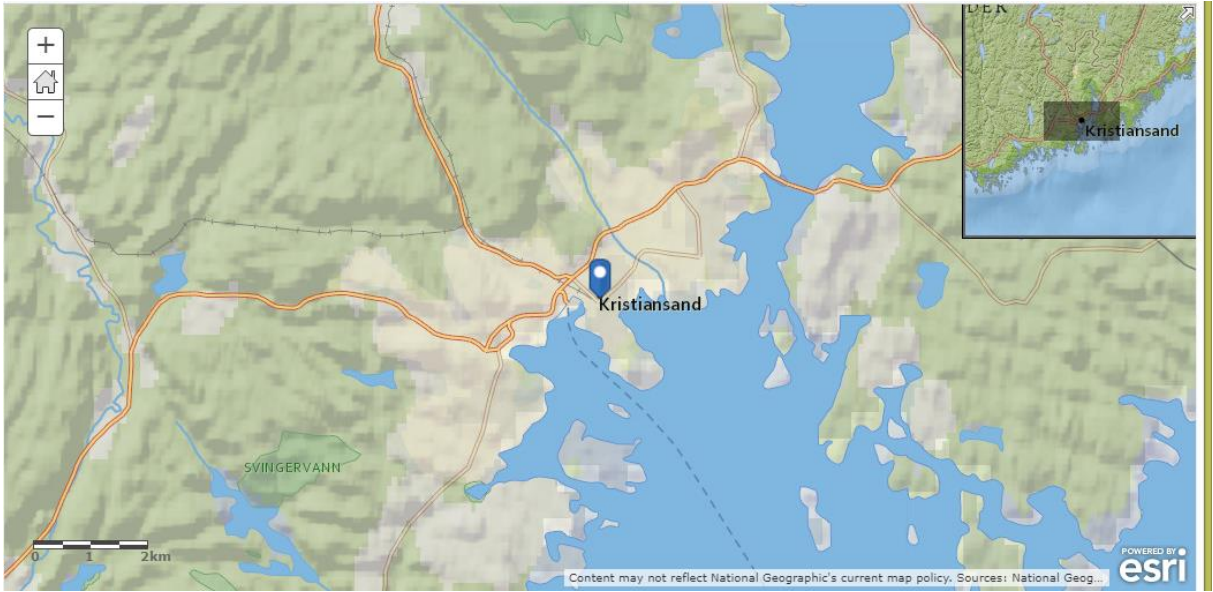 +
−
DER
Kristiansand
Kristiansand
SVINGERVANN
0 1 2km
Content may not reflect National Geographic's current map policy. Sources: National Geog...
POWERED BY
esri